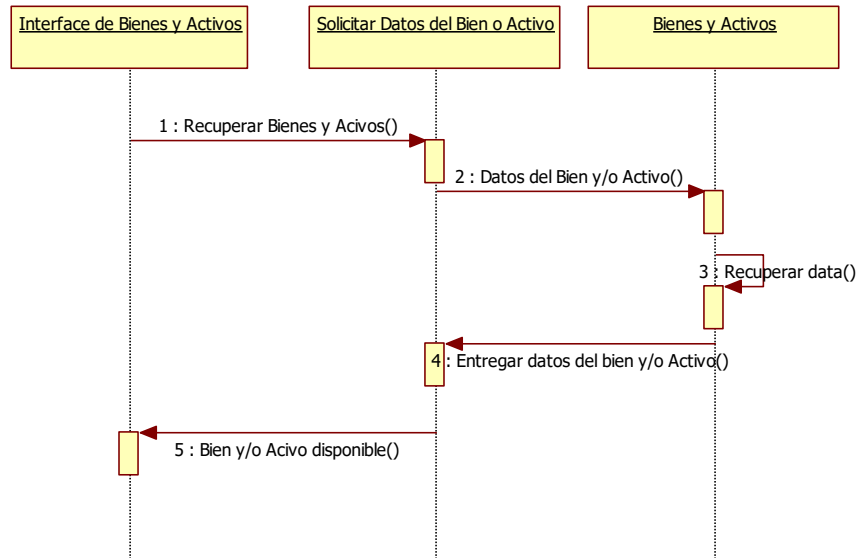 Interface de Bienes y Activos
Solicitar Datos del Bien o Activo
Bienes y Activos
1 : Recuperar Bienes y Acivos()
2 : Datos del Bien y/o Activo()
3 : Recuperar data()
4 : Entregar datos del bien y/o Activo()
5 : Bien y/o Acivo disponible()